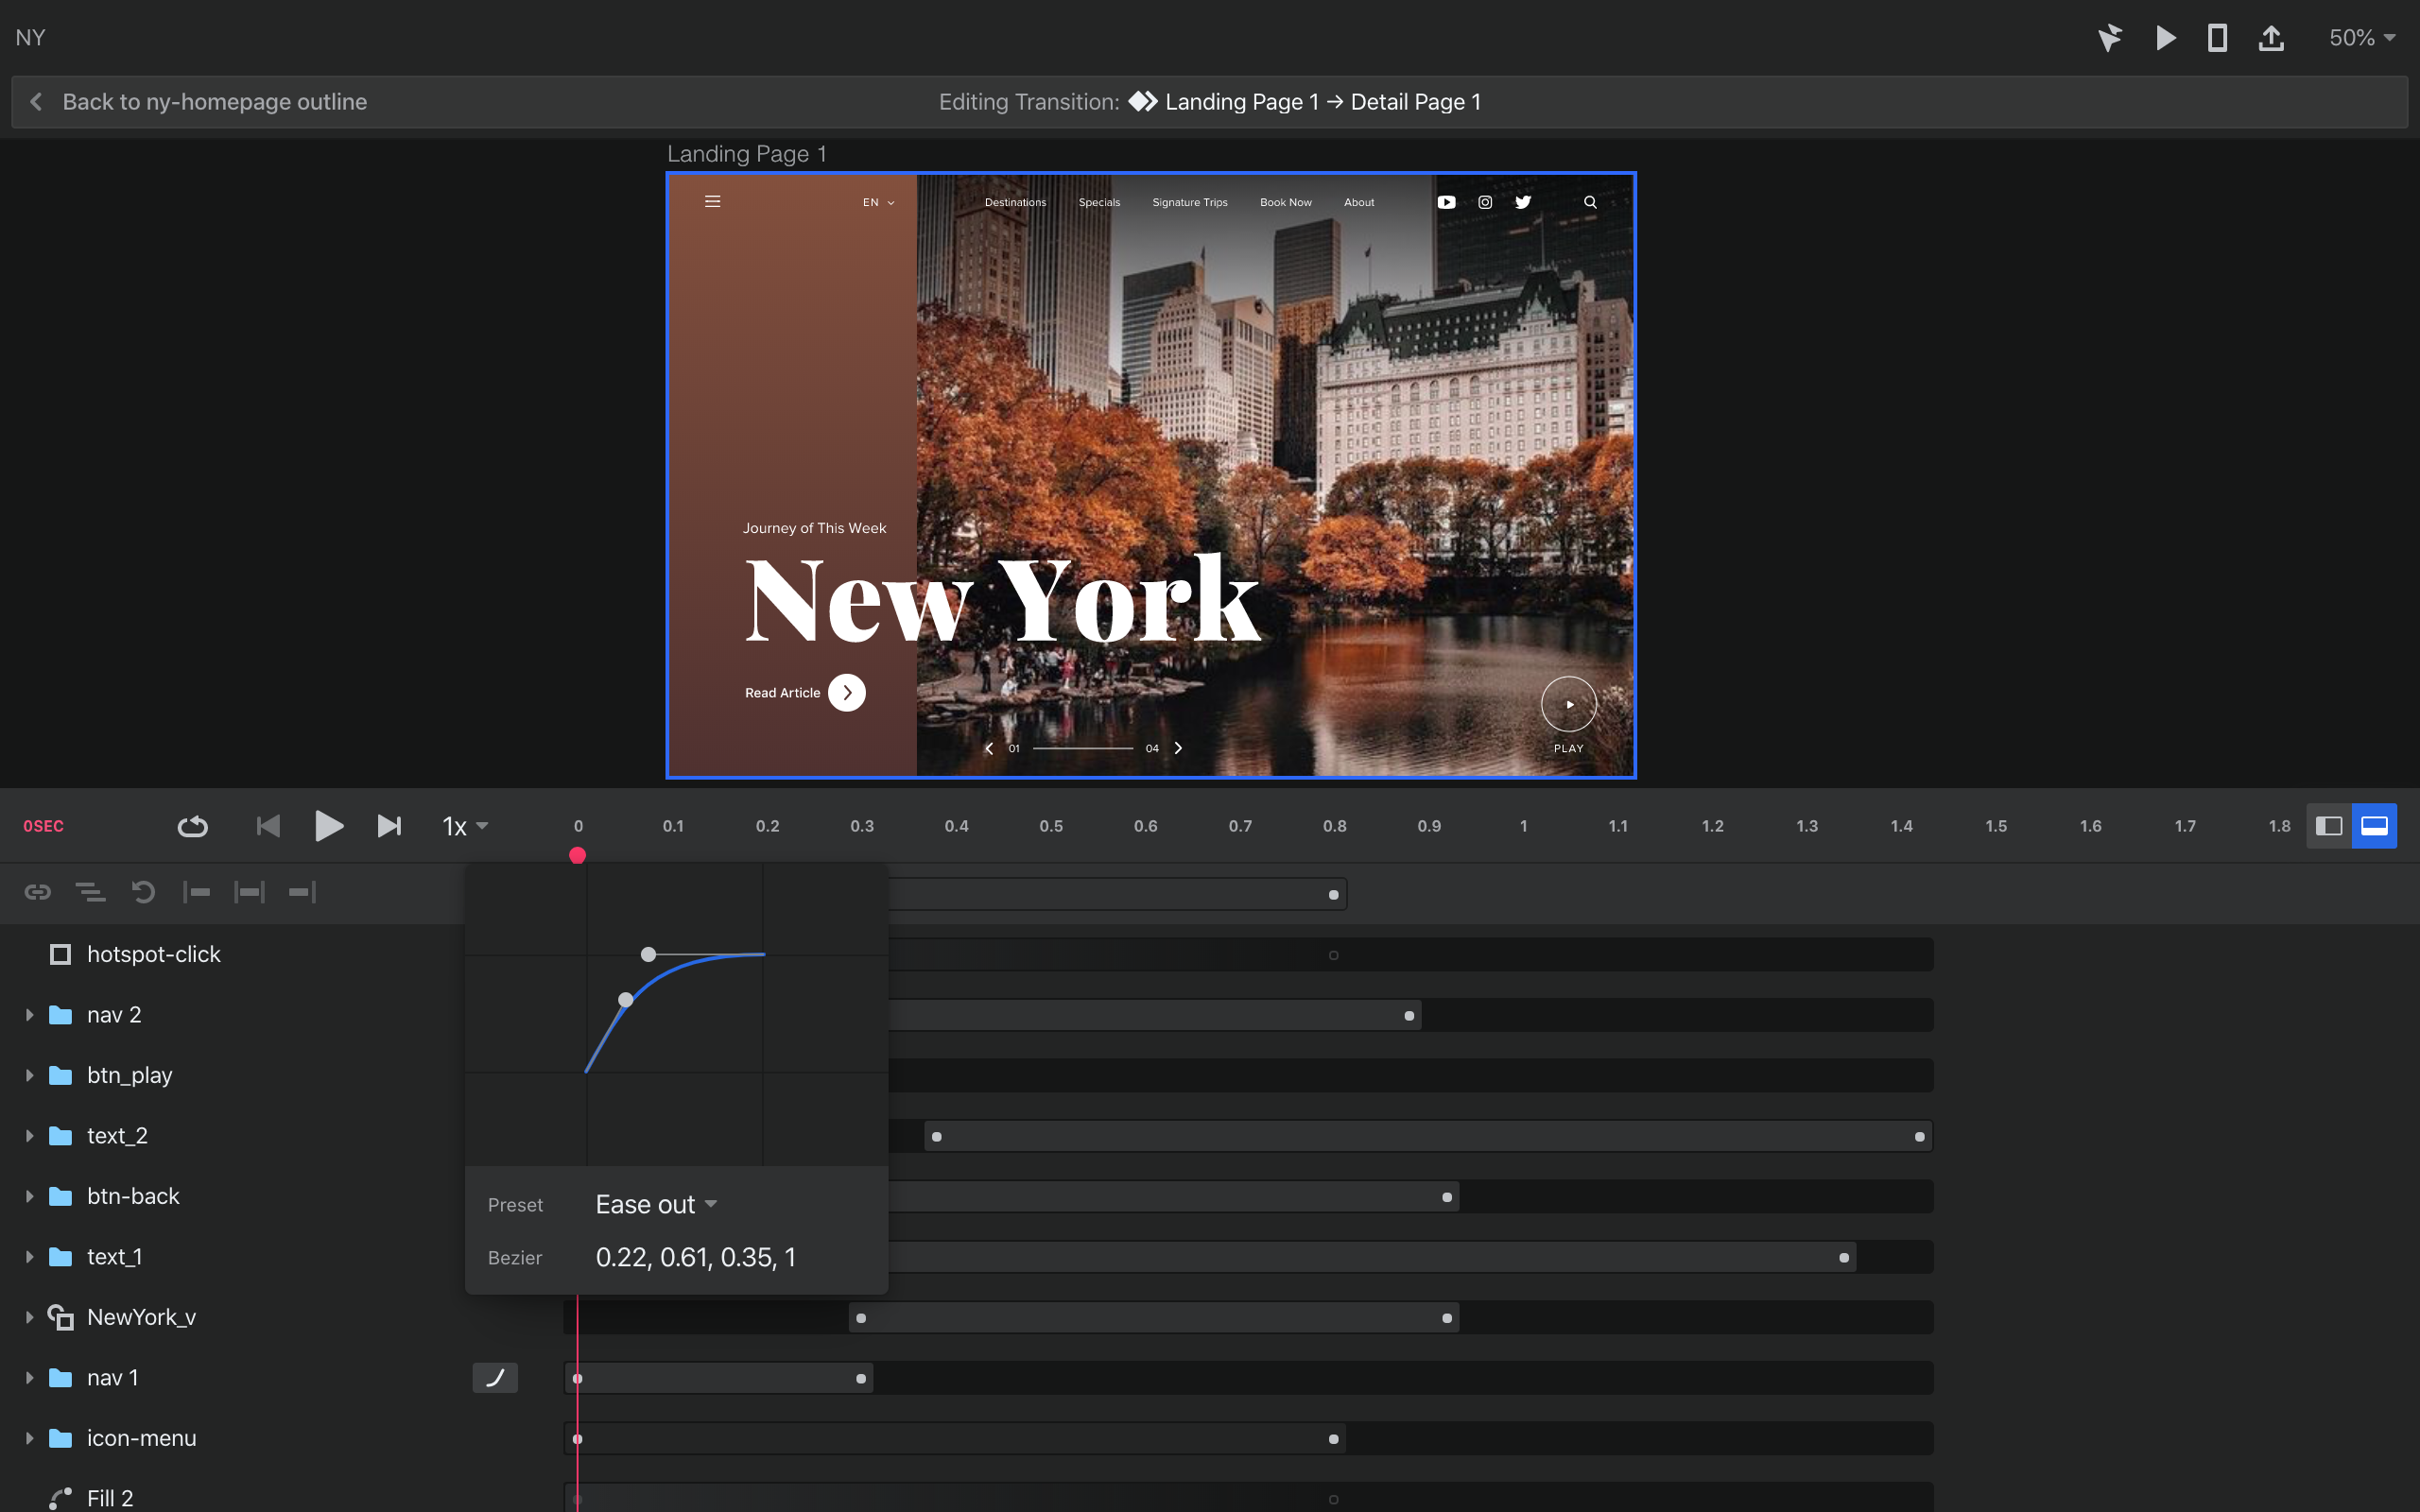 NY
50%
Back to ny-homepage outline
Editing Transition: Landing Page 1 → Detail Page 1
Landing Page 1
EN
Destinations
Specials
Signature Trips
Book Now
About
Journey of This Week
New York
Read Article
01
04
PLAY
0SEC
1x
0 0.1 0.2 0.3 0.4 0.5 0.6 0.7 0.8 0.9 1 1.1 1.2 1.3 1.4 1.5 1.6 1.7 1.8
hotspot-click
nav 2
btn_play
text_2
btn-back
Preset Ease out
text_1
Bezier 0.22, 0.61, 0.35, 1
NewYork_v
nav 1
icon-menu
Fill 2